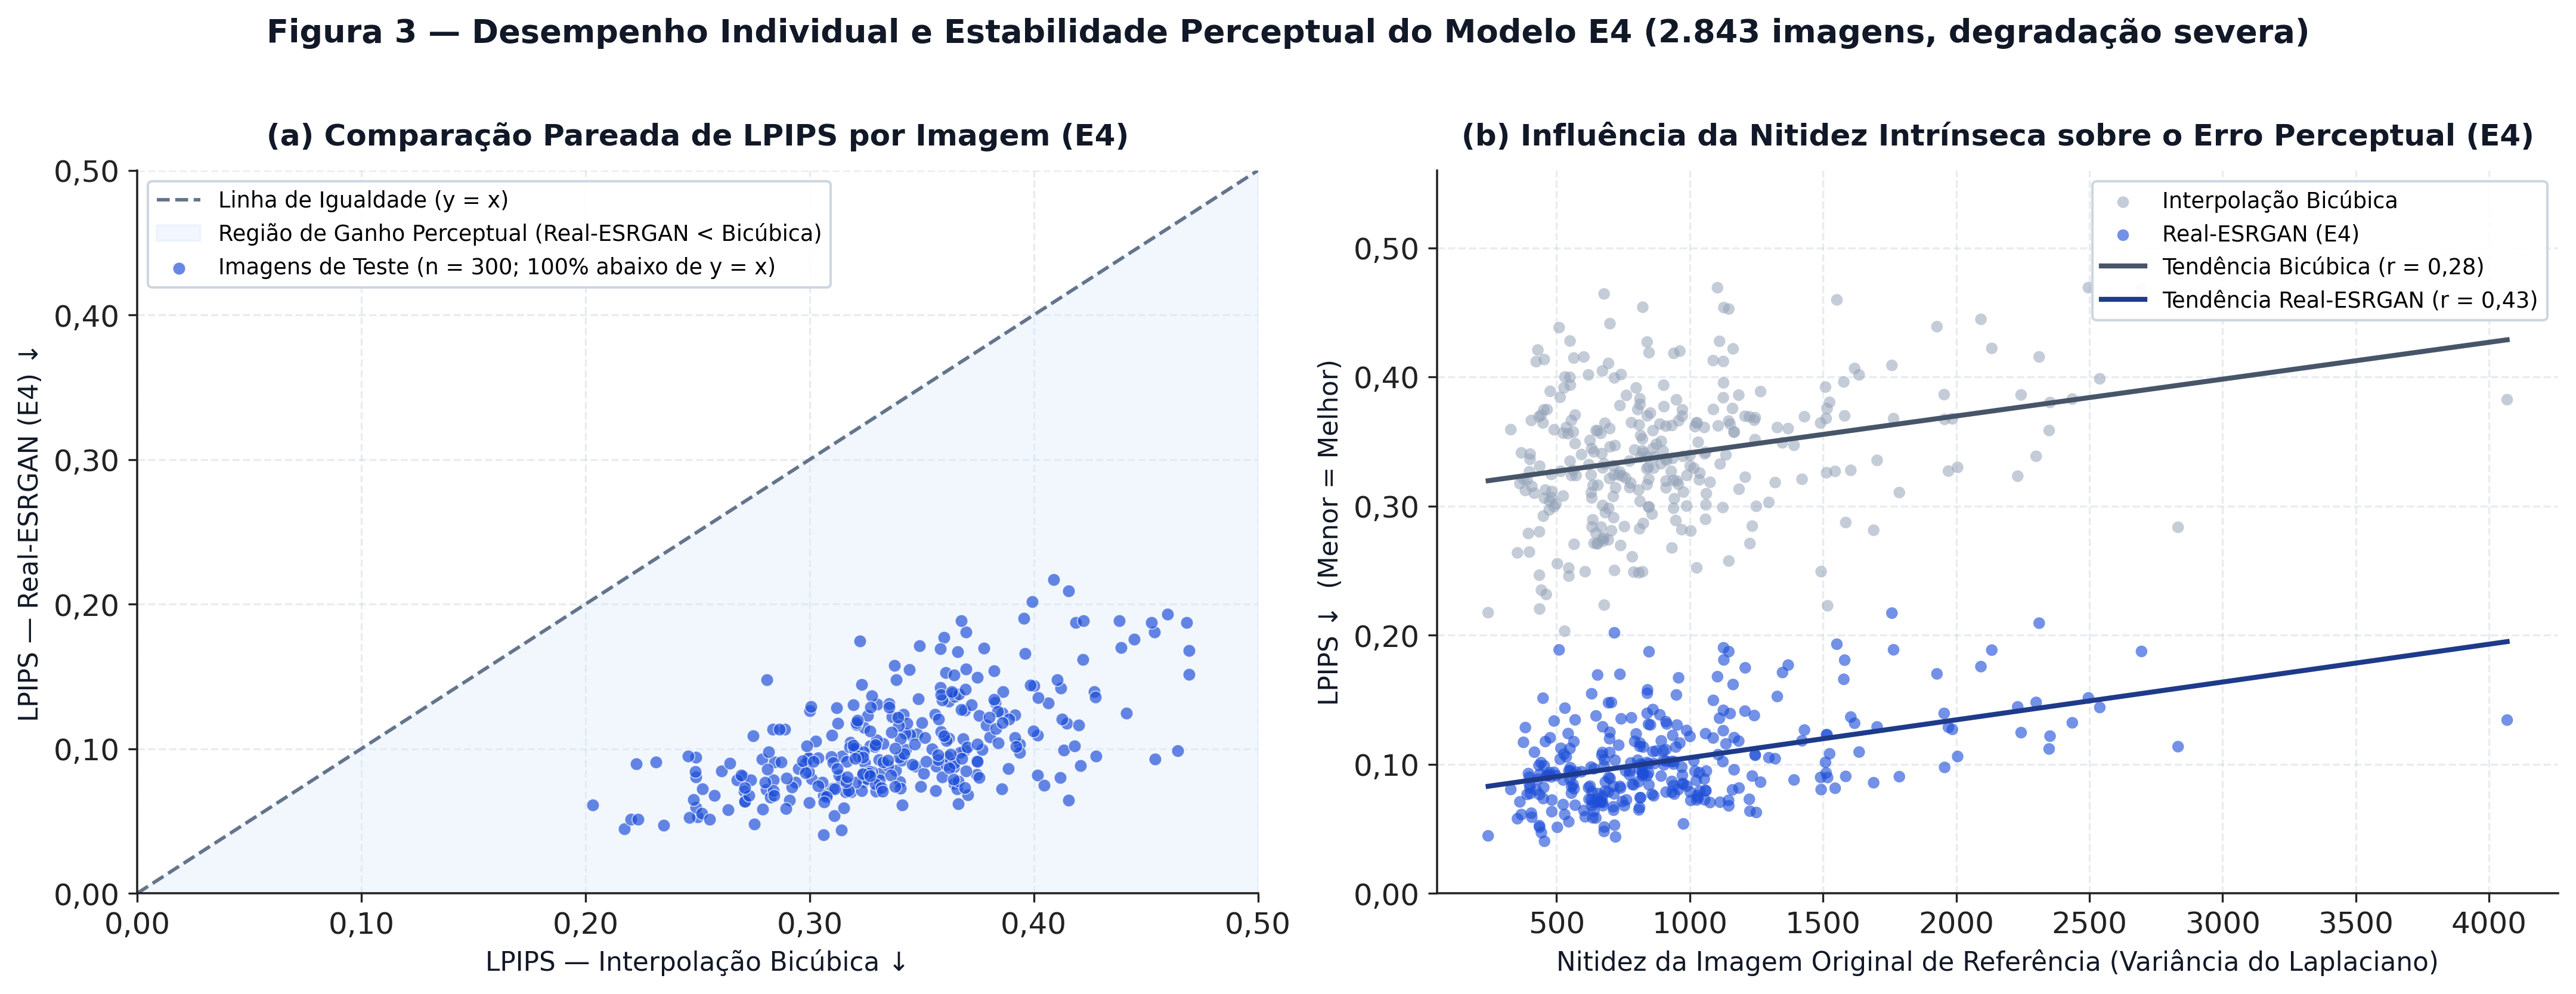 Figura 3 — Desempenho Individual e Estabilidade Perceptual do Modelo E4 (2.843 imagens, degradação severa)
(a) Comparação Pareada de LPIPS por Imagem (E4)
Linha de Igualdade (y = x)
Região de Ganho Perceptual (Real-ESRGAN < Bicúbica)
Imagens de Teste (n = 300; 100% abaixo de y = x)
LPIPS — Real-ESRGAN (E4) ↓
0,50
0,40
0,30
0,20
0,10
0,00
0,00 0,10 0,20 0,30 0,40 0,50
LPIPS — Interpolação Bicúbica ↓
(b) Influência da Nitidez Intrínseca sobre o Erro Perceptual (E4)
Interpolação Bicúbica
Real-ESRGAN (E4)
Tendência Bicúbica (r = 0,28)
Tendência Real-ESRGAN (r = 0,43)
LPIPS ↓ (Menor = Melhor)
0,50
0,40
0,30
0,20
0,10
0,00
500 1000 1500 2000 2500 3000 3500 4000
Nitidez da Imagem Original de Referência (Variância do Laplaciano)